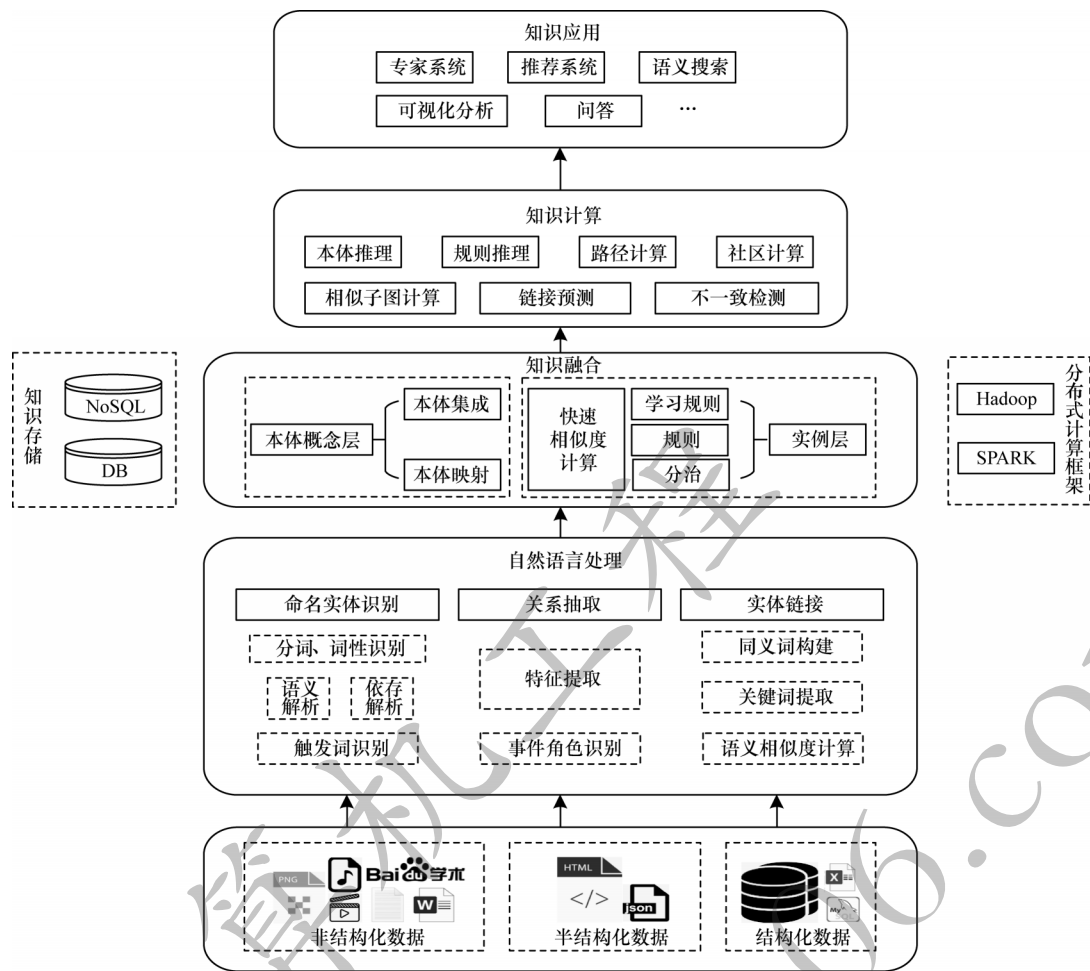 知识应用
专家系统
推荐系统
语义搜索
可视化分析
问答
…
知识计算
本体推理
规则推理
路径计算
社区计算
相似子图计算
链接预测
不一致检测
知识存储
NoSQL
DB
知识融合
本体概念层
本体集成
本体映射
快速
相似度
计算
学习规则
规则
分治
实例层
Hadoop
SPARK
分布式计算框架
自然语言处理
命名实体识别
关系抽取
实体链接
分词、词性识别
语义
解析
依存
解析
触发词识别
特征提取
事件角色识别
同义词构建
关键词提取
语义相似度计算
PNG
Bai du 学术
W
非结构化数据
HTML
</>
json
半结构化数据
X
My
QL
结构化数据
算机工程
06.co